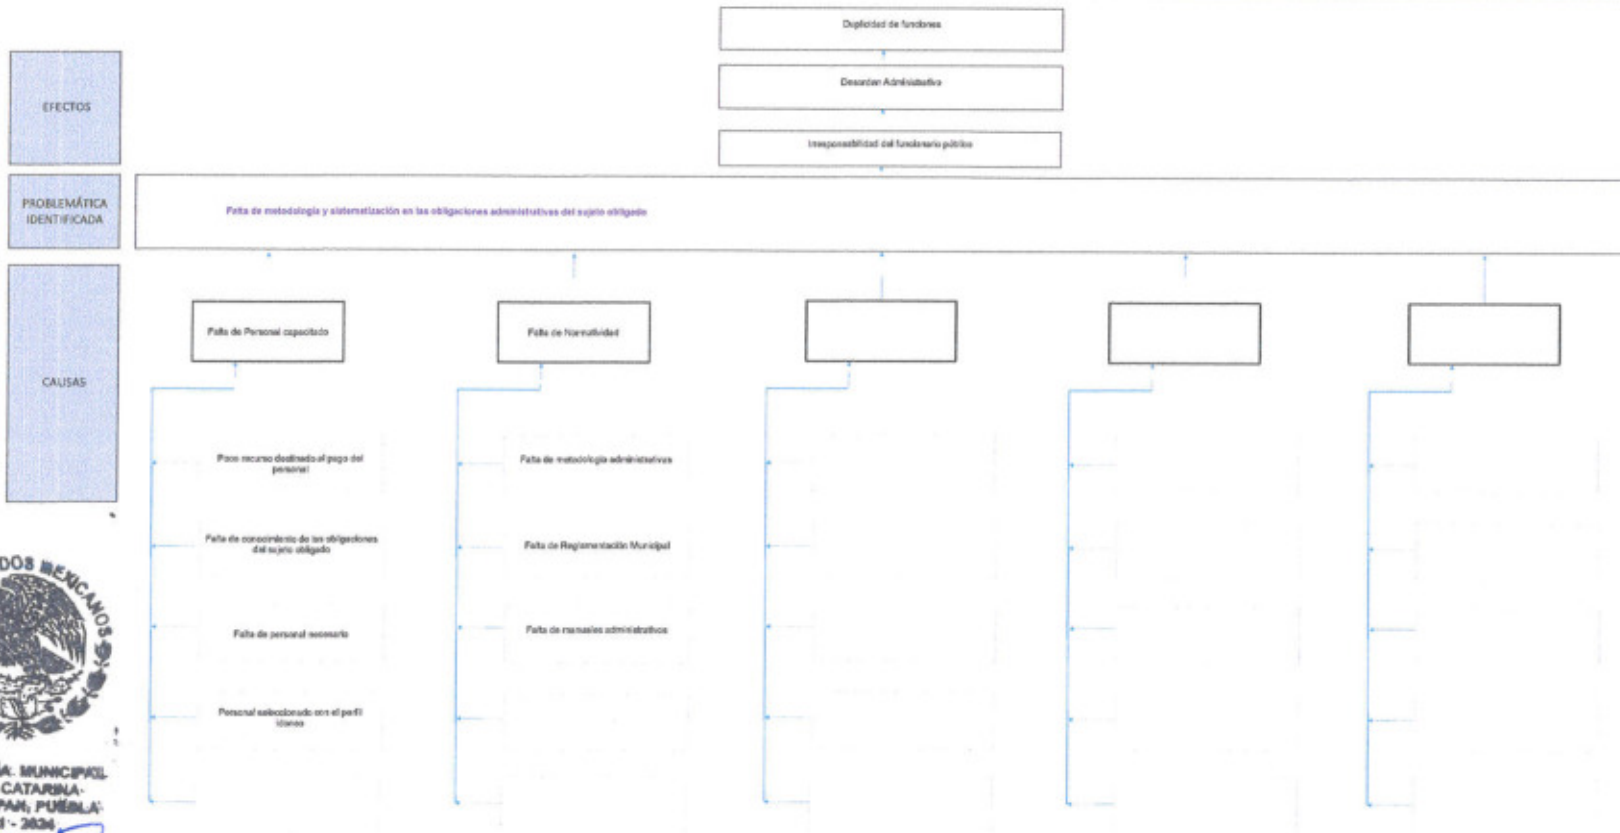 Duplicidad de funciones
Desorden Administrativo
Irresponsabilidad del funcionario público
EFECTOS
PROBLEMÁTICA
IDENTIFICADA
Falta de metodología y sistematización en las obligaciones administrativas del sujeto obligado
CAUSAS
Falta de Personal capacitado
Falta de Normatividad
Poco recurso destinado al pago del
personal
Falta de conocimiento de las obligaciones
del sujeto obligado
Falta de personal necesario
Personal seleccionado con el perfil
idoneo
Falta de metodología administrativas
Falta de Reglamentación Municipal
Falta de manuales administrativos
DOS MEXICANOS
MUNICIPAL
CATARINA
PUEBLA
- 2024